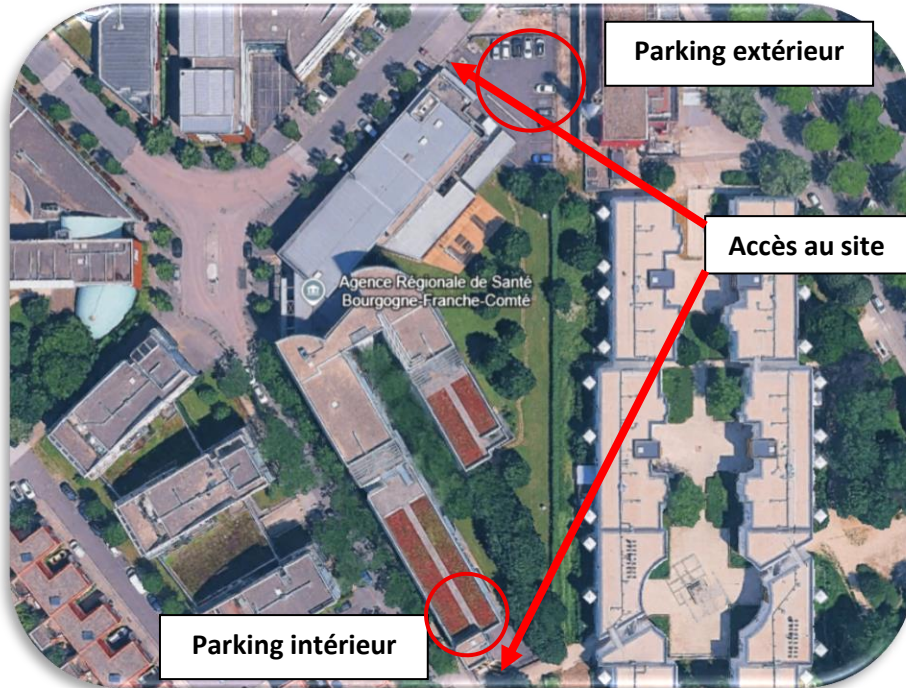 Parking extérieur
Accès au site
Agence Régionale de Santé
Bourgogne-Franche-Comté
Parking intérieur